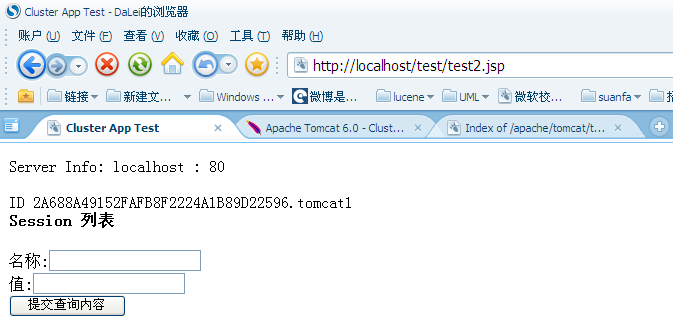 Cluster App Test - DaLei的浏览器
账户 (U) 文件 (F) 查看 (V) 收藏 (O) 工具 (T) 帮助 (H)
http://localhost/test/test2.jsp
链接 新建文... Windows ... 微博是... lucene UML 微软校... suanfa
Cluster App Test Apache Tomcat 6.0 - Clust... Index of /apache/tomcat/t...
Server Info: localhost : 80
ID 2A688A49152FAFB8F2224A1B89D22596.tomcat1
Session 列表
名称:
值:
提交查询内容